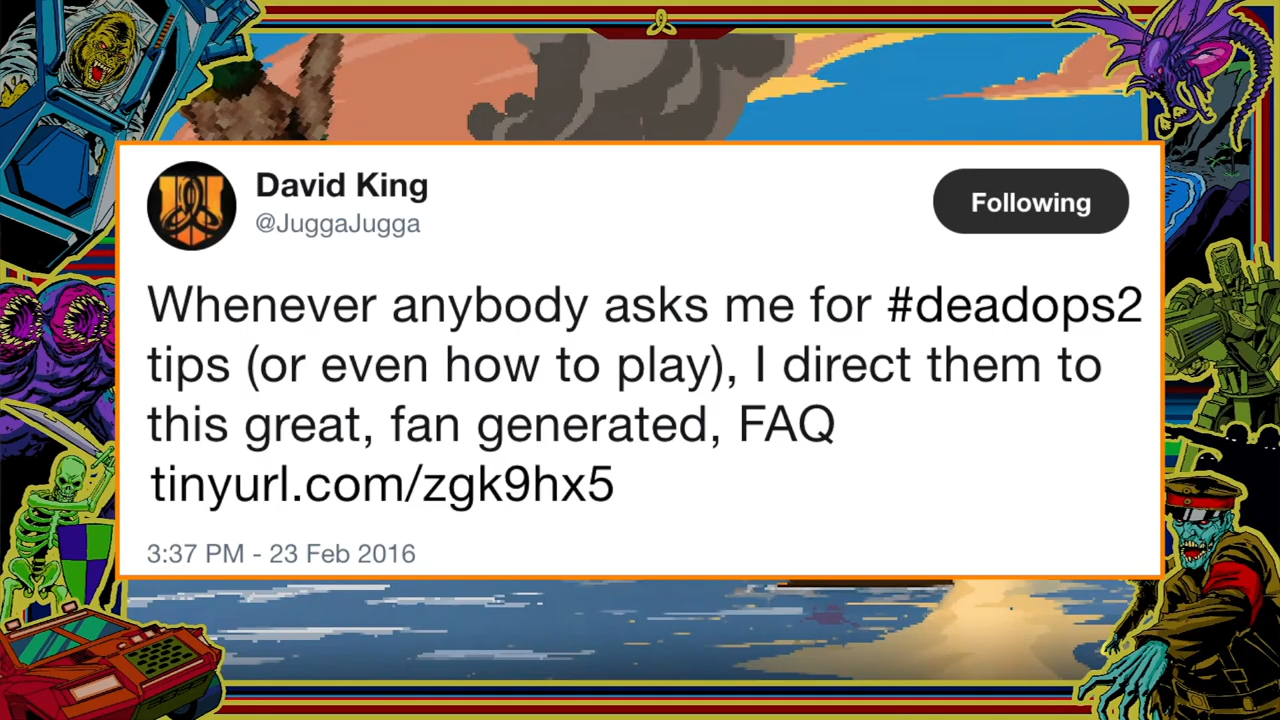 David King
@JuggaJugga
Following
Whenever anybody asks me for #deadops2
tips (or even how to play), I direct them to
this great, fan generated, FAQ
tinyurl.com/zgk9hx5
3:37 PM - 23 Feb 2016